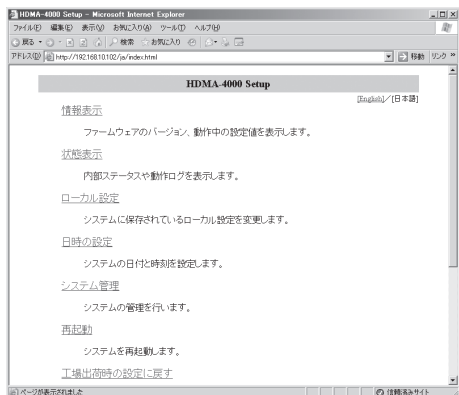 HDMA-4000 Setup - Microsoft Internet Explorer
ファイル(F) 編集(E) 表示(V) お気に入り(A) ツール(T) ヘルプ(H)
戻る 検索 お気に入り
アドレス(D) http://192.168.10.102/ja/index.html 移動 リンク »
HDMA-4000 Setup
[English]／[日本語]
情報表示
ファームウェアのバージョン、動作中の設定値を表示します。
状態表示
内部ステータスや動作ログを表示します。
ローカル設定
システムに保存されているローカル設定を変更します。
日時の設定
システムの日付と時刻を設定します。
システム管理
システムの管理を行います。
再起動
システムを再起動します。
工場出荷時の設定に戻す
ページが表示されました 信頼済みサイト